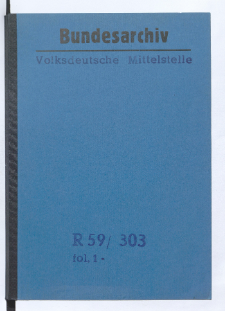 Bundesarchiv
Volksdeutsche Mittelstelle
R 59/ 303
fol. 1 -